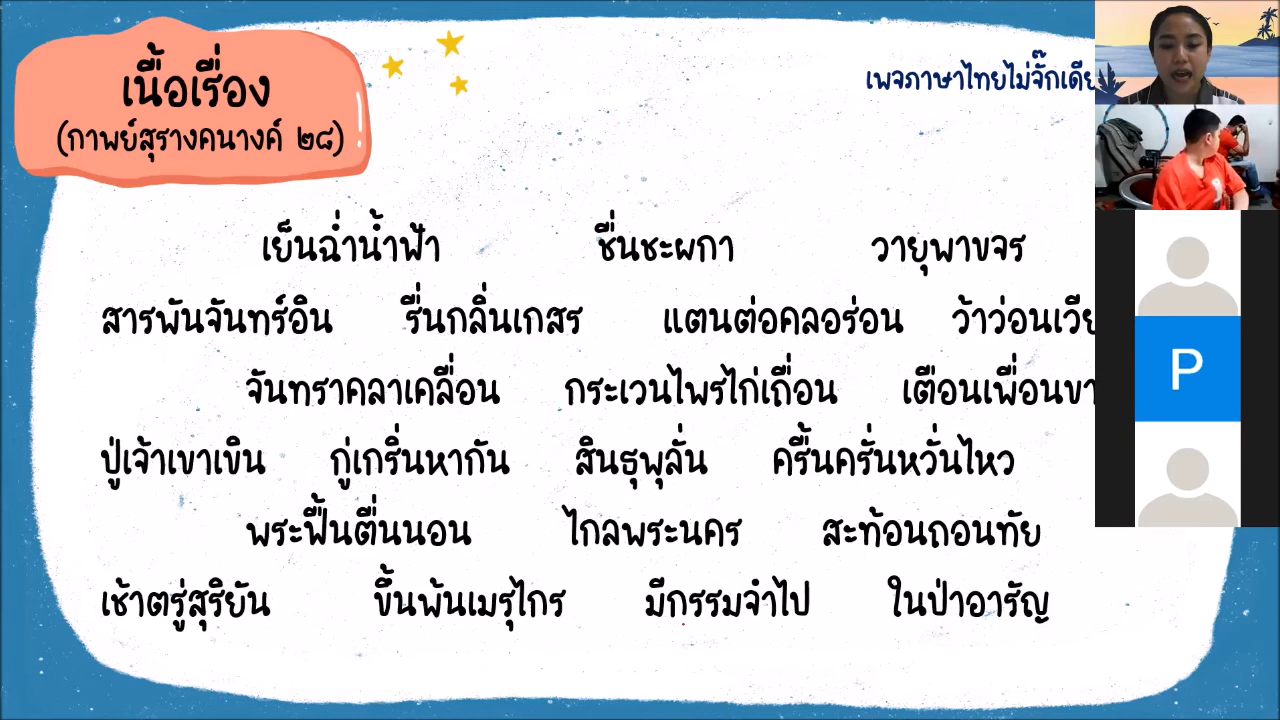 เนื้อเรื่อง
(กาพย์สุรางคนางค์ ๒๘)
เพจภาษาไทยไม่จั๊กเดีย
เย็นฉ่ำน้ำฟ้า ชื่นชะผกา วายุพาขจร
สารพันจันทร์อิน รื่นกลิ่นเกสร แตนต่อคลอร่อน ว้าว่อนเวีย
จันทราคลาเคลื่อน กระเวนไพรไก่เถื่อน เตือนเพื่อนขา
ปู่เจ้าเขาเขิน กู่เกริ่นหากัน สินธุพุลั่น ครื้นครั่นหวั่นไหว
พระฟื้นตื่นนอน ไกลพระนคร สะท้อนถอนทัย
เช้าตรู่สุริยัน ขึ้นพ้นเมรุไกร มีกรรมจำไป ในป่าอารัญ
P